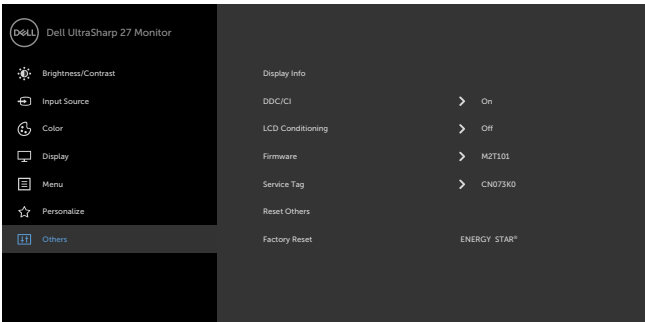 DELL Dell UltraSharp 27 Monitor
Brightness/Contrast
Input Source
Color
Display
Menu
Personalize
Others
Display Info
DDC/CI On
LCD Conditioning Off
Firmware M2T101
Service Tag CN073K0
Reset Others
Factory Reset ENERGY STAR®